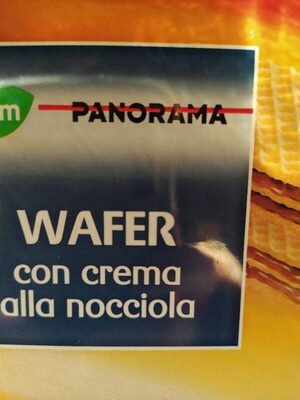 m PANORAMA
WAFER
con crema
alla nocciola